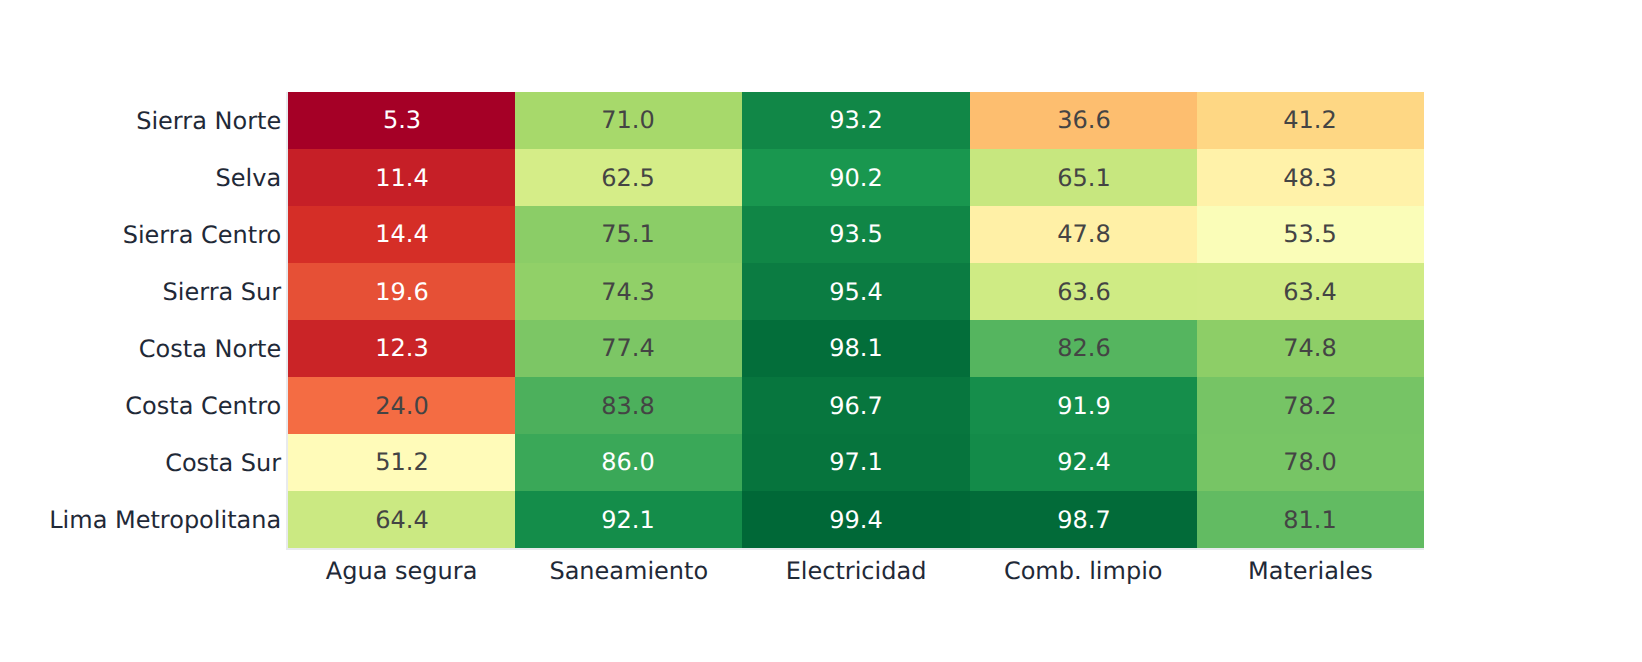 Sierra Norte 5.3 71.0 93.2 36.6 41.2
Selva 11.4 62.5 90.2 65.1 48.3
Sierra Centro 14.4 75.1 93.5 47.8 53.5
Sierra Sur 19.6 74.3 95.4 63.6 63.4
Costa Norte 12.3 77.4 98.1 82.6 74.8
Costa Centro 24.0 83.8 96.7 91.9 78.2
Costa Sur 51.2 86.0 97.1 92.4 78.0
Lima Metropolitana 64.4 92.1 99.4 98.7 81.1
Agua segura Saneamiento Electricidad Comb. limpio Materiales